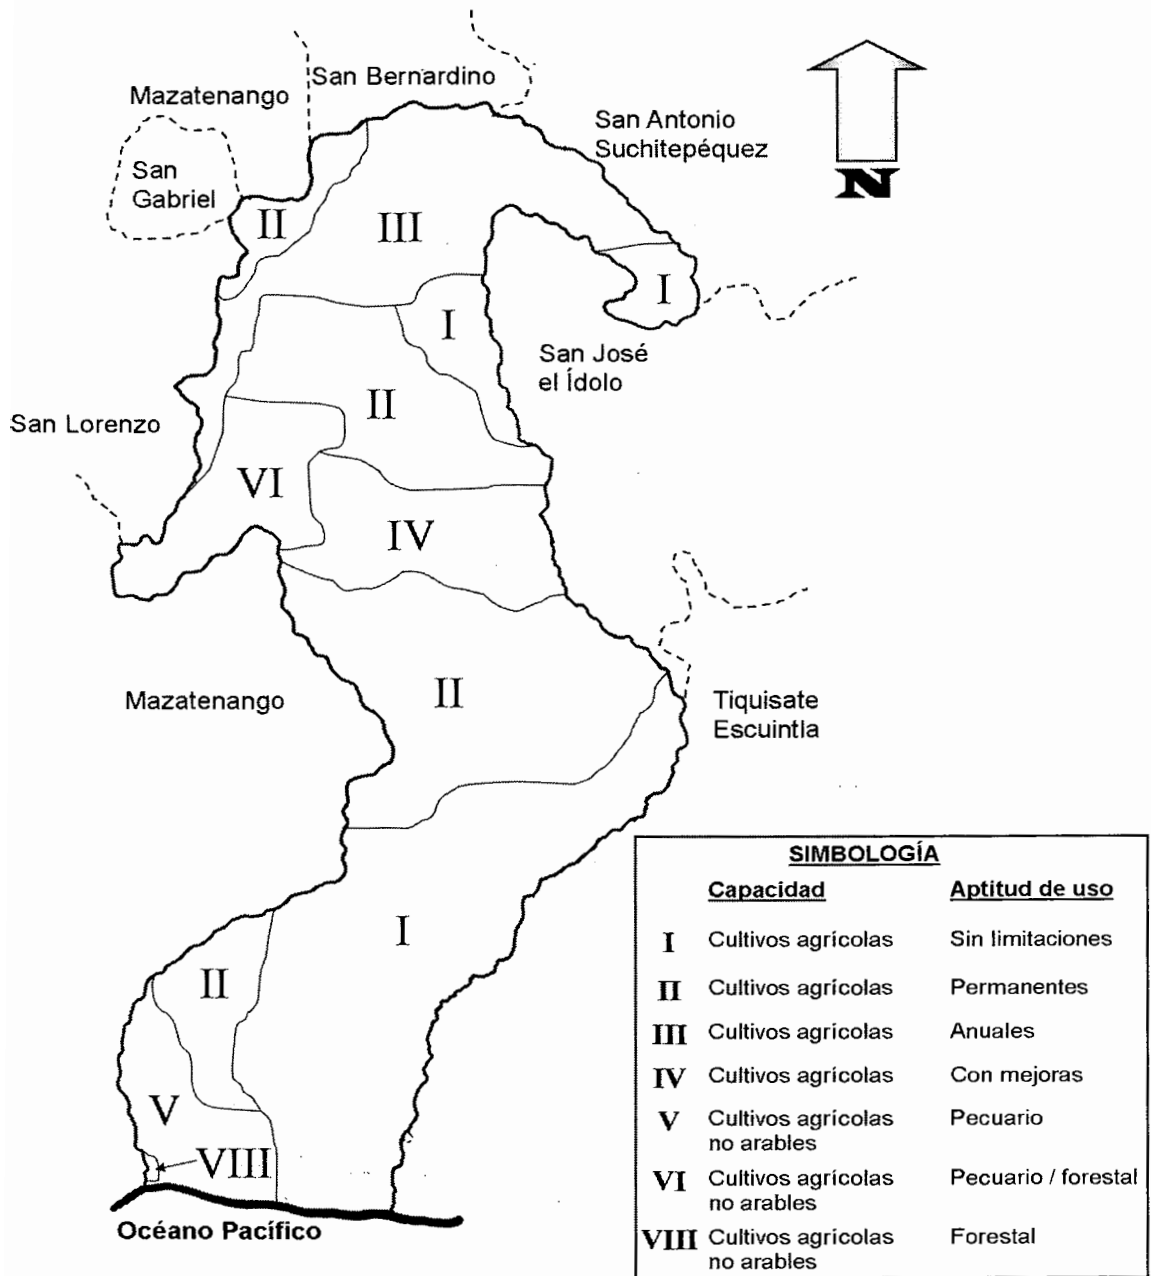 San Bernardino
Mazatenango
San Antonio
Suchitepéquez
San
Gabriel
N
II
III
I
I
San José
el Ídolo
II
San Lorenzo
VI
IV
II
Mazatenango
Tiquisate
Escuintla
I
II
V
VIII
Océano Pacífico
SIMBOLOGÍA
Capacidad Aptitud de uso
I Cultivos agrícolas Sin limitaciones
II Cultivos agrícolas Permanentes
III Cultivos agrícolas Anuales
IV Cultivos agrícolas Con mejoras
V Cultivos agrícolas Pecuario
no arables
VI Cultivos agrícolas Pecuario / forestal
no arables
VIII Cultivos agrícolas Forestal
no arables